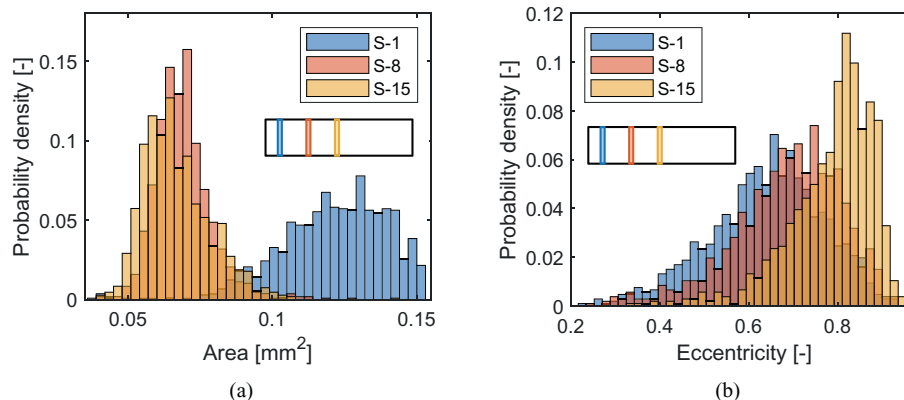 0.15
0.1
0.05
0
Probability density [-]
S-1
S-8
S-15
0.05
0.1
0.15
Area [mm²]
(a)
0.12
0.10
0.08
0.06
0.04
0.02
0
Probability density [-]
S-1
S-8
S-15
0.2
0.4
0.6
0.8
Eccentricity [-]
(b)